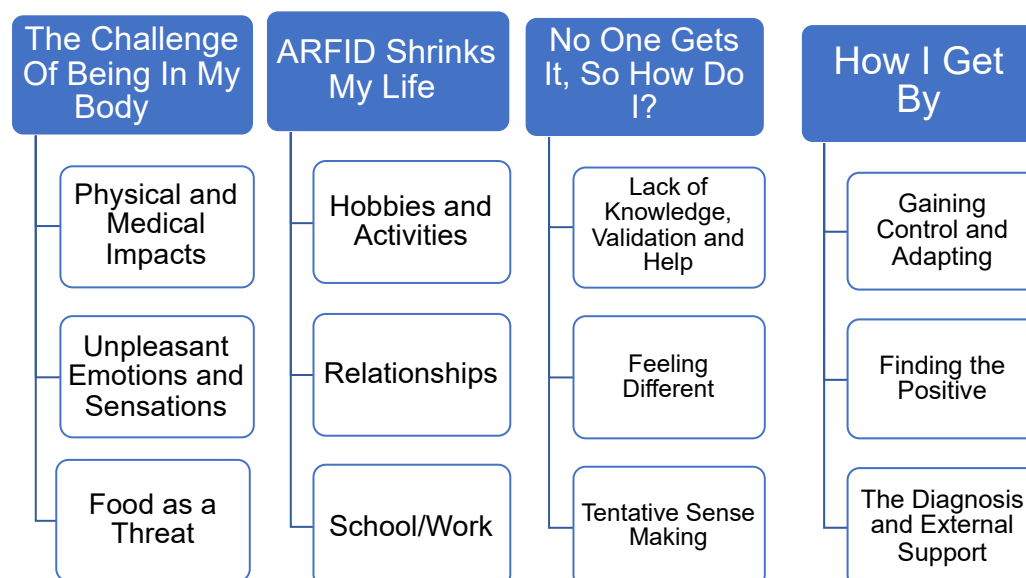 The Challenge
Of Being In My
Body
Physical and
Medical
Impacts
Unpleasant
Emotions and
Sensations
Food as a
Threat
ARFID Shrinks
My Life
Hobbies and
Activities
Relationships
School/Work
No One Gets
It, So How Do
I?
Lack of
Knowledge,
Validation and
Help
Feeling
Different
Tentative Sense
Making
How I Get
By
Gaining
Control and
Adapting
Finding the
Positive
The Diagnosis
and External
Support